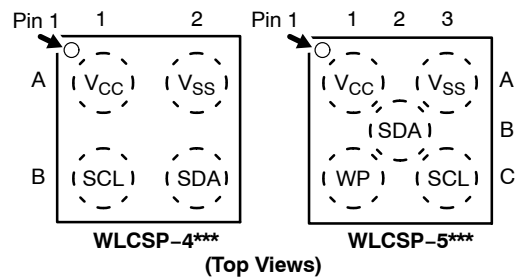 Pin 1 1 2 Pin 1 1 2 3
A VCC VSS VCC VSS A
SDA B
B SCL SDA WP SCL C
WLCSP–4*** WLCSP–5***
(Top Views)